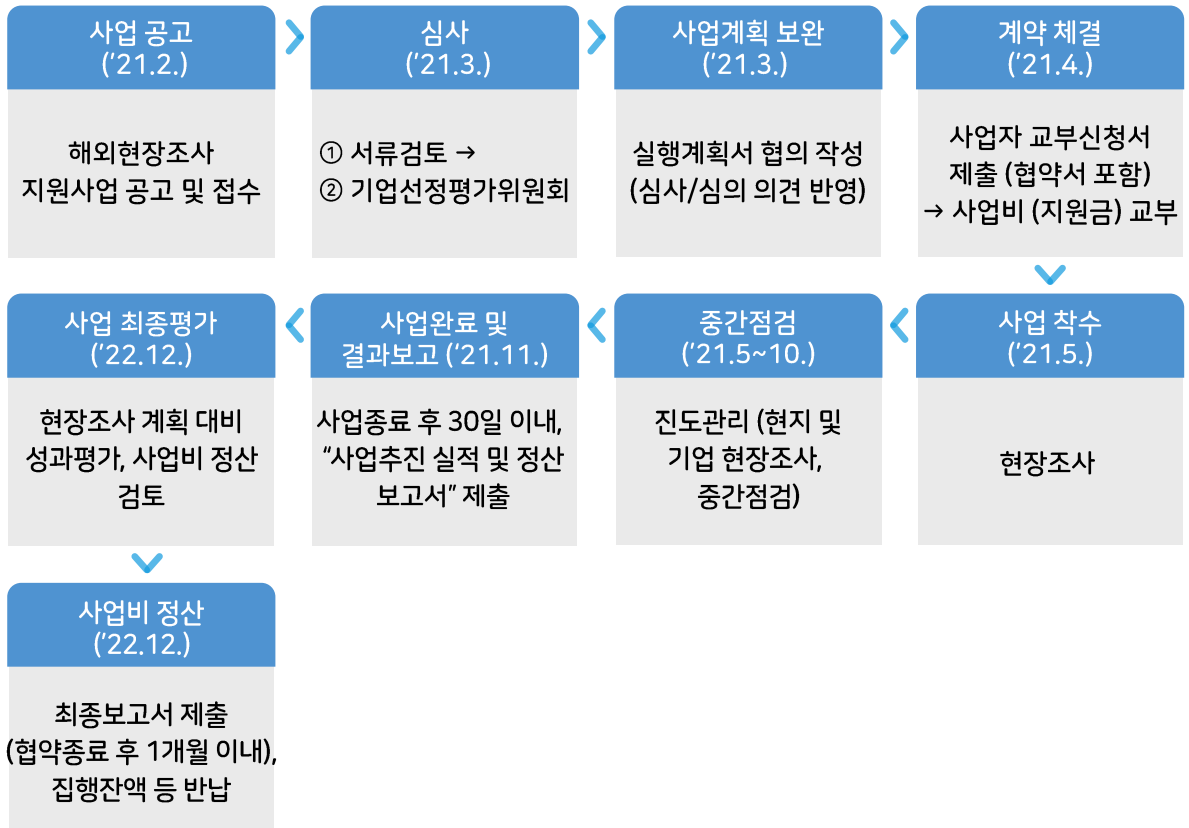 사업 공고
(’21.2.)
해외현장조사
지원사업 공고 및 접수
심사
(’21.3.)
① 서류검토 →
② 기업선정평가위원회
사업계획 보완
(’21.3.)
실행계획서 협의 작성
(심사/심의 의견 반영)
계약 체결
(’21.4.)
사업자 교부신청서
제출 (협약서 포함)
→ 사업비 (지원금) 교부
사업 착수
(’21.5.)
현장조사
중간점검
(’21.5~10.)
진도관리 (현지 및
기업 현장조사,
중간점검)
사업완료 및
결과보고 (‘21.11.)
사업종료 후 30일 이내,
“사업추진 실적 및 정산
보고서” 제출
사업 최종평가
(’22.12.)
현장조사 계획 대비
성과평가, 사업비 정산
검토
사업비 정산
(’22.12.)
최종보고서 제출
(협약종료 후 1개월 이내),
집행잔액 등 반납